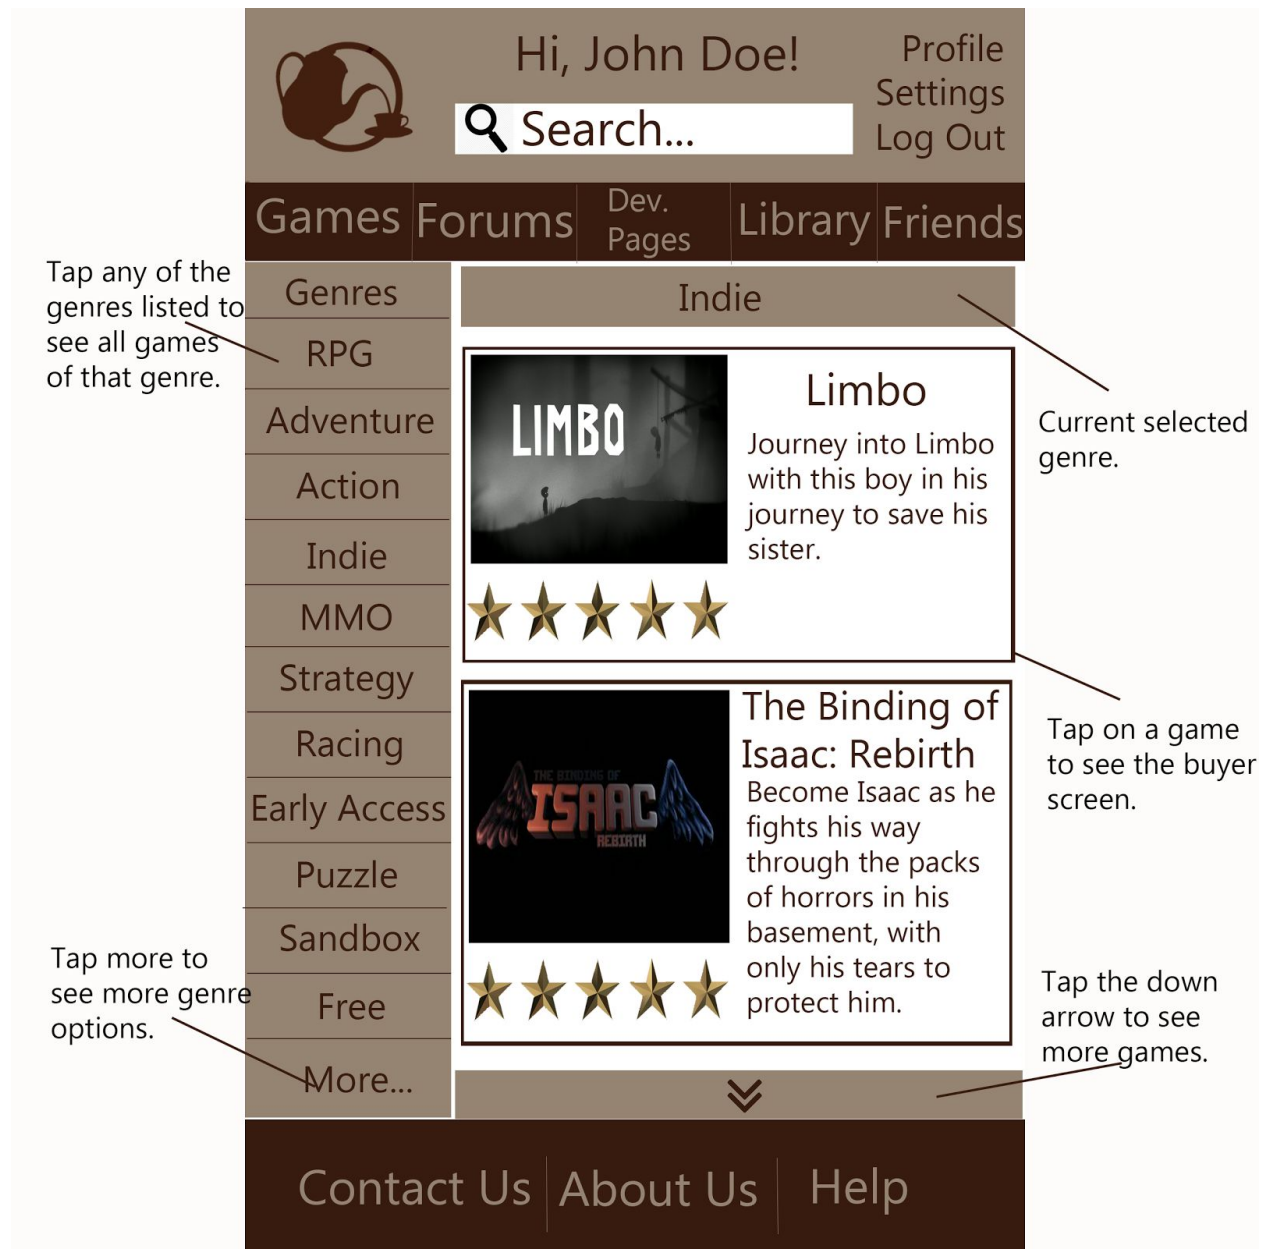 Hi, John Doe!
Profile
Settings
Log Out
Search...
Games
Forums
Dev.
Pages
Library
Friends
Tap any of the
genres listed to
see all games
of that genre.
Genres
RPG
Adventure
Action
Indie
MMO
Strategy
Racing
Early Access
Puzzle
Sandbox
Free
More...
Tap more to
see more genre
options.
Indie
Current selected
genre.
LIMBO
Limbo
Journey into Limbo
with this boy in his
journey to save his
sister.
Tap on a game
to see the buyer
screen.
THE BINDING OF
ISAAC
REBIRTH
The Binding of
Isaac: Rebirth
Become Isaac as he
fights his way
through the packs
of horrors in his
basement, with
only his tears to
protect him.
Tap the down
arrow to see
more games.
Contact Us
About Us
Help